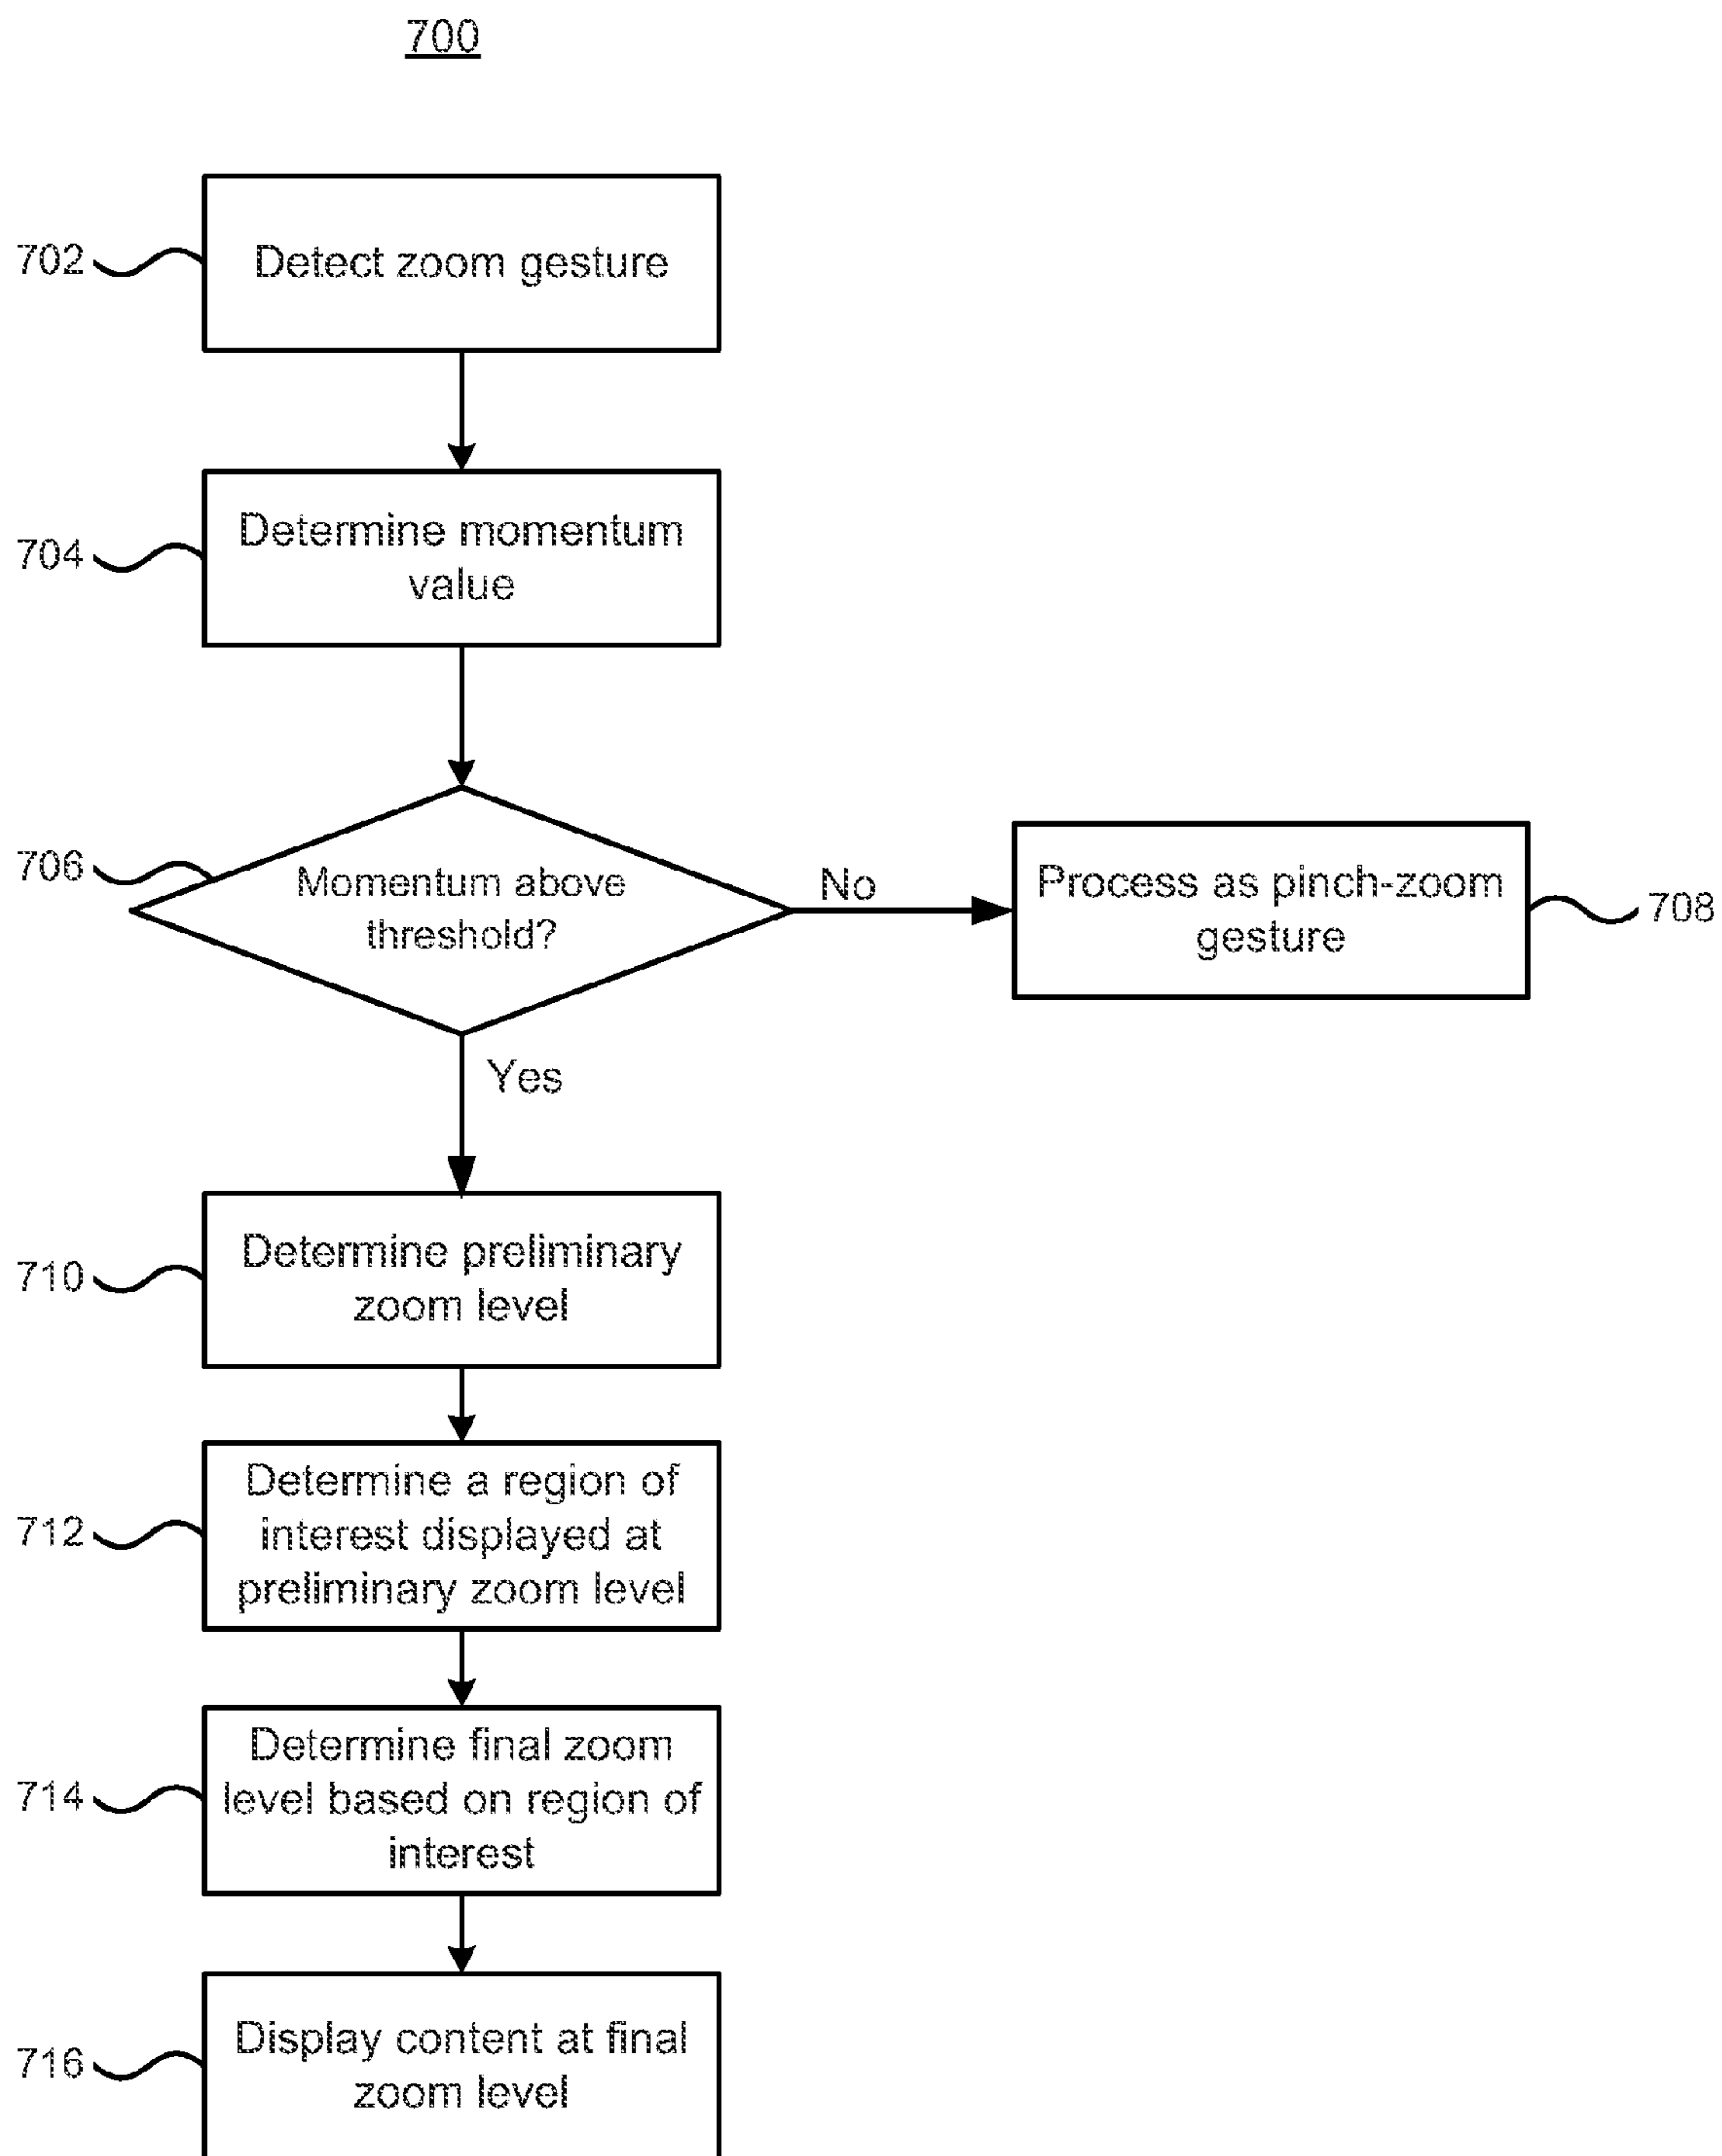 700
702
Detect zoom gesture
704
Determine momentum
value
706
Momentum above
threshold?
No
Process as pinch-zoom
gesture
708
Yes
710
Determine preliminary
zoom level
712
Determine a region of
interest displayed at
preliminary zoom level
714
Determine final zoom
level based on region of
interest
716
Display content at final
zoom level